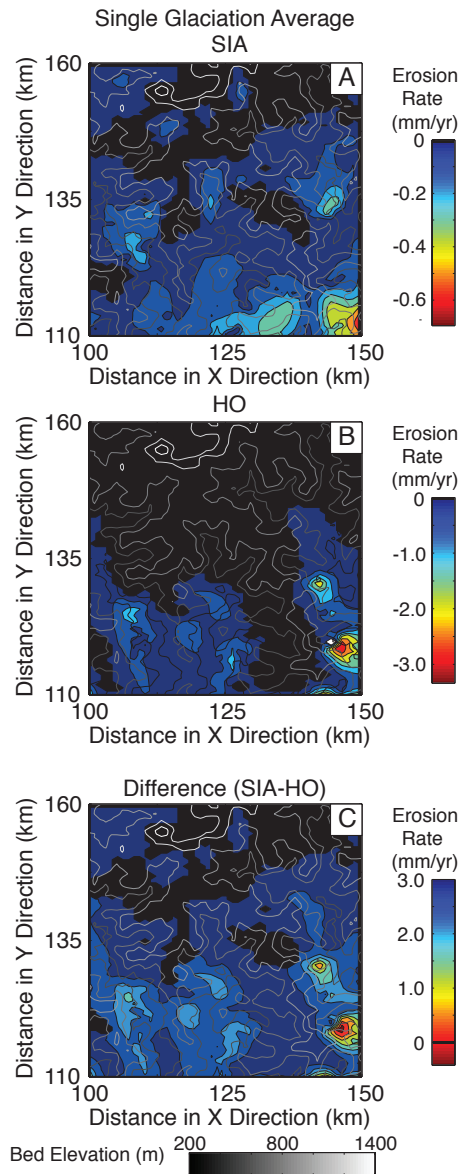 Single Glaciation Average
SIA
A
Distance in Y Direction (km)
160
135
110
100 125 150
Distance in X Direction (km)
Erosion
Rate
(mm/yr)
0
-0.2
-0.4
-0.6
HO
B
Distance in Y Direction (km)
160
135
110
100 125 150
Distance in X Direction (km)
Erosion
Rate
(mm/yr)
0
-1.0
-2.0
-3.0
Difference (SIA-HO)
C
Distance in Y Direction (km)
160
135
110
100 125 150
Distance in X Direction (km)
Erosion
Rate
(mm/yr)
3.0
2.0
1.0
0
Bed Elevation (m)
200 800 1400